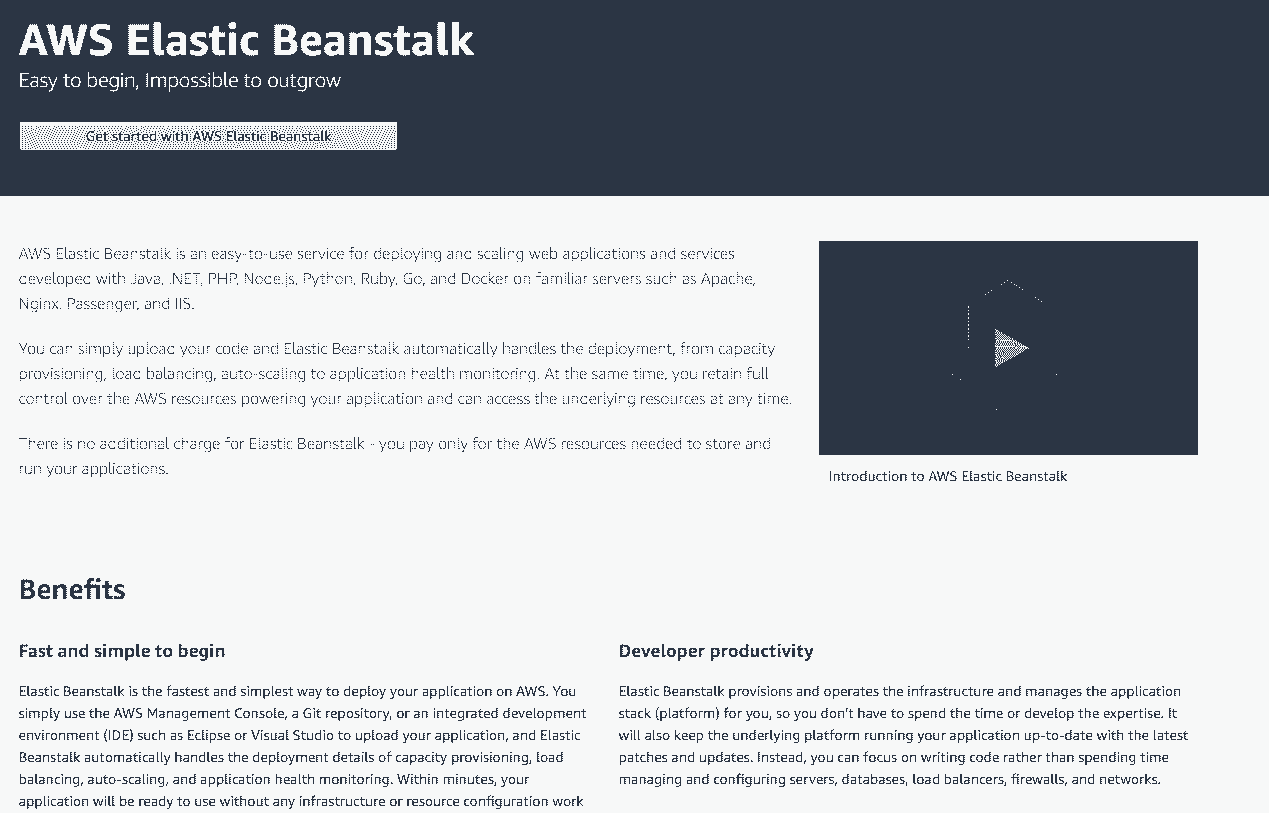 AWS Elastic Beanstalk
Easy to begin, Impossible to outgrow
Get started with AWS Elastic Beanstalk
AWS Elastic Beanstalk is an easy-to-use service for deploying and scaling web applications and services
developed with Java, .NET, PHP, Node.js, Python, Ruby, Go, and Docker on familiar servers such as Apache,
Nginx, Passenger, and IIS.
You can simply upload your code and Elastic Beanstalk automatically handles the deployment, from capacity
provisioning, load balancing, auto-scaling to application health monitoring. At the same time, you retain full
control over the AWS resources powering your application and can access the underlying resources at any time.
There is no additional charge for Elastic Beanstalk - you pay only for the AWS resources needed to store and
run your applications.
Introduction to AWS Elastic Beanstalk
Benefits
Fast and simple to begin
Elastic Beanstalk is the fastest and simplest way to deploy your application on AWS. You
simply use the AWS Management Console, a Git repository, or an integrated development
environment (IDE) such as Eclipse or Visual Studio to upload your application, and Elastic
Beanstalk automatically handles the deployment details of capacity provisioning, load
balancing, auto-scaling, and application health monitoring. Within minutes, your
application will be ready to use without any infrastructure or resource configuration work
Developer productivity
Elastic Beanstalk provisions and operates the infrastructure and manages the application
stack (platform) for you, so you don't have to spend the time or develop the expertise. It
will also keep the underlying platform running your application up-to-date with the latest
patches and updates. Instead, you can focus on writing code rather than spending time
managing and configuring servers, databases, load balancers, firewalls, and networks.